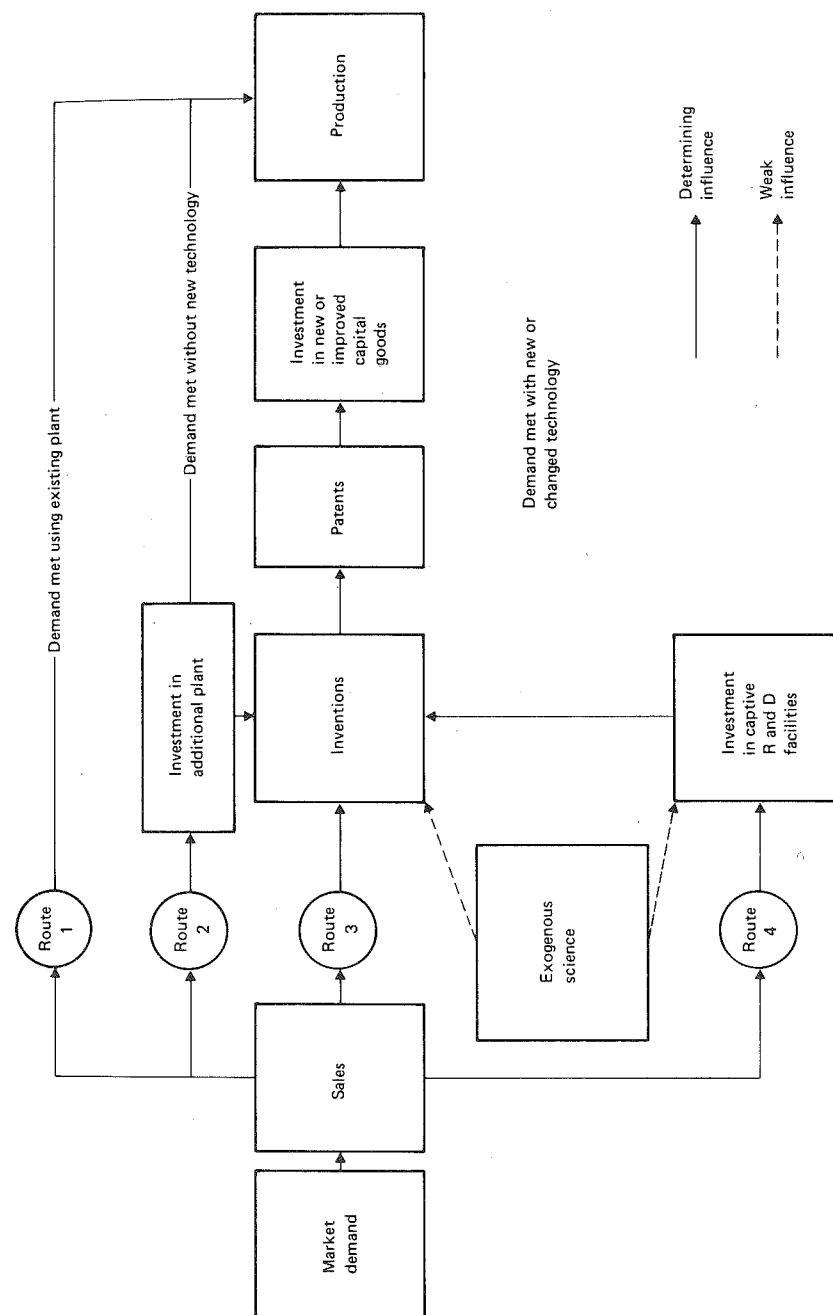 Demand met using existing plant
Route
1
Demand met without new technology
Route
2
Investment in
additional plant
Market
demand
Sales
Route
3
Inventions
Patents
Investment
in new or
improved
capital
goods
Production
Exogenous
science
Demand met with new or
changed technology
Route
4
Investment
in captive
R and D
facilities
Determining
influence
Weak
influence